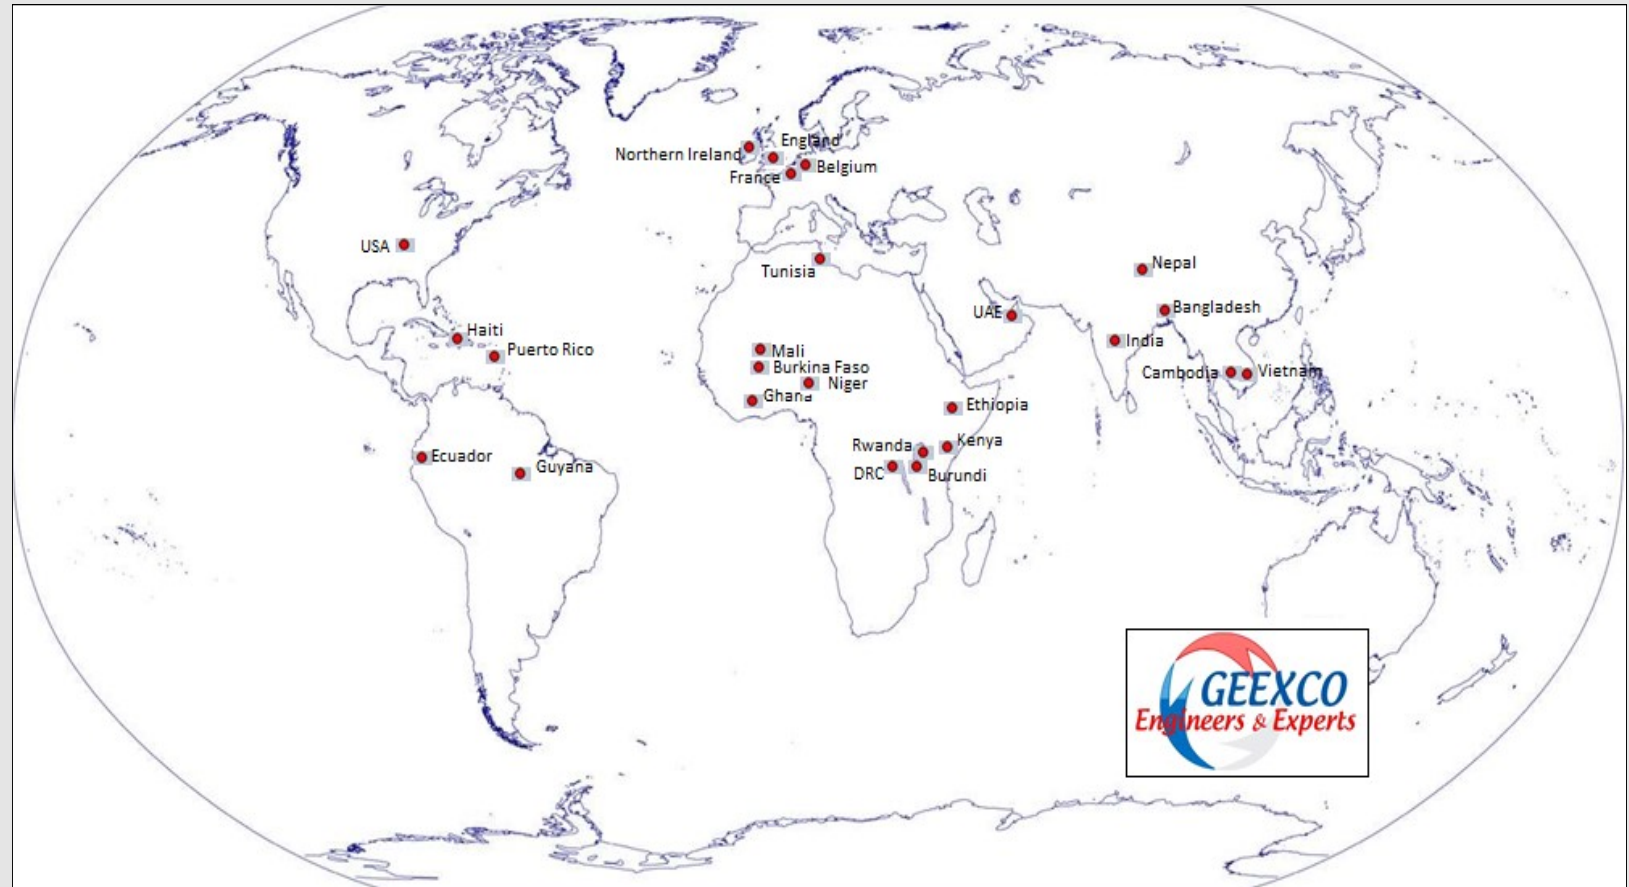 England
Northern Ireland
Belgium
France
USA
Tunisia
Nepal
UAE
Bangladesh
Haiti
Puerto Rico
India
Mali
Burkina Faso
Cambodia
Vietnam
Niger
Ghana
Ethiopia
Kenya
Rwanda
Ecuador
Guyana
DRC
Burundi
GEEXCO
Engineers & Experts